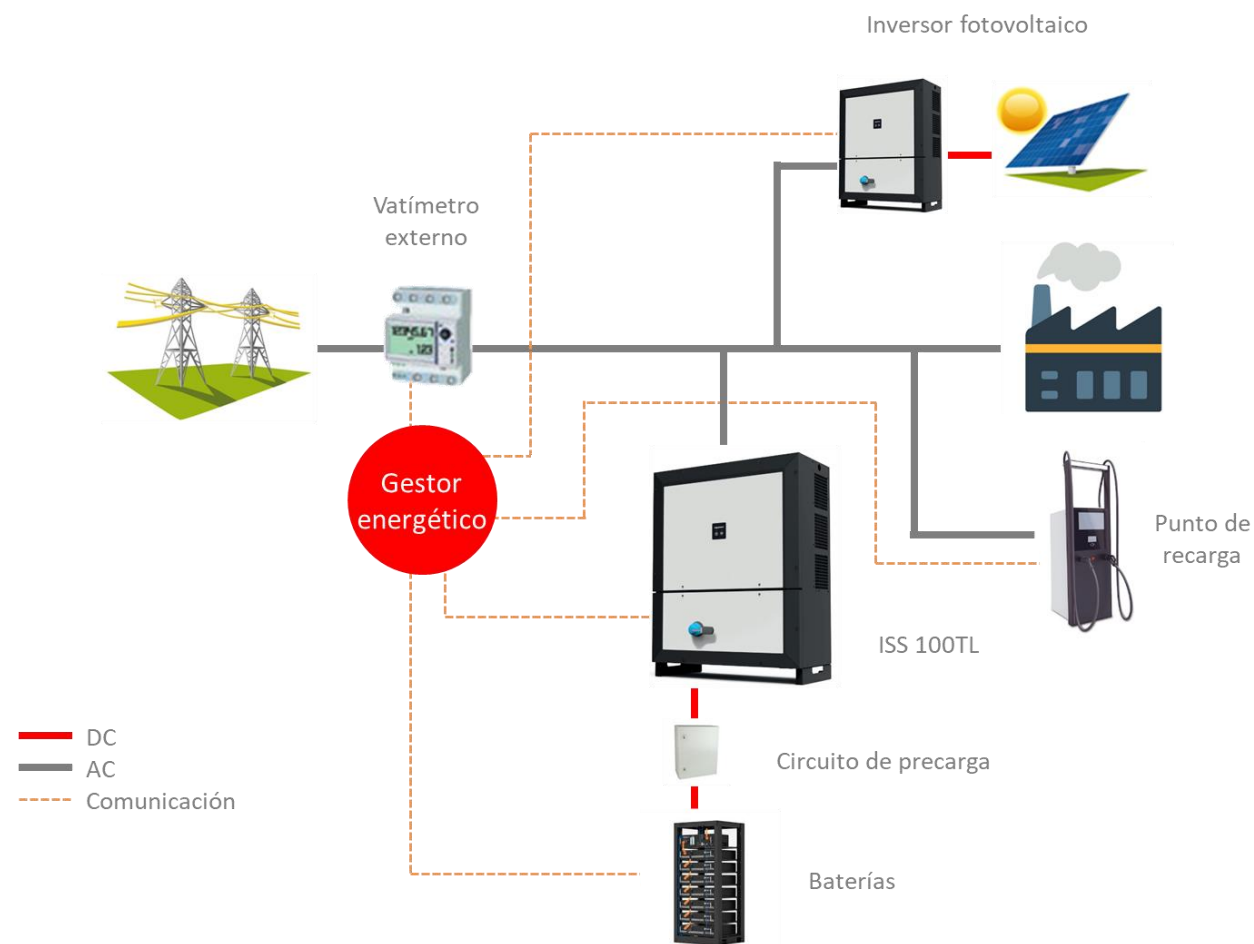 Inversor fotovoltaico
Vatímetro
externo
Gestor
energético
Punto de
recarga
ISS 100TL
Circuito de precarga
Baterías
DC
AC
Comunicación